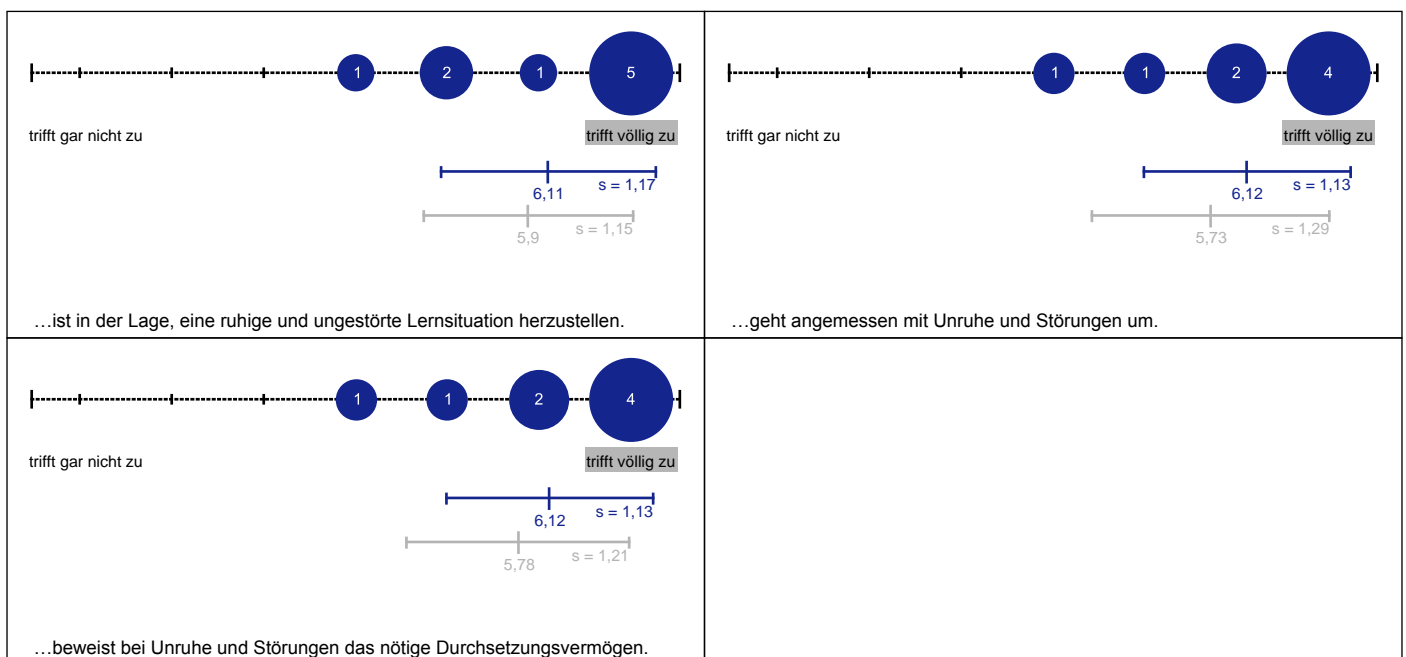 1 2 1 5
trifft gar nicht zu trifft völlig zu
6,11 s = 1,17
5,9 s = 1,15
…ist in der Lage, eine ruhige und ungestörte Lernsituation herzustellen.
1 1 2 4
trifft gar nicht zu trifft völlig zu
6,12 s = 1,13
5,73 s = 1,29
…geht angemessen mit Unruhe und Störungen um.
1 1 2 4
trifft gar nicht zu trifft völlig zu
6,12 s = 1,13
5,78 s = 1,21
…beweist bei Unruhe und Störungen das nötige Durchsetzungsvermögen.